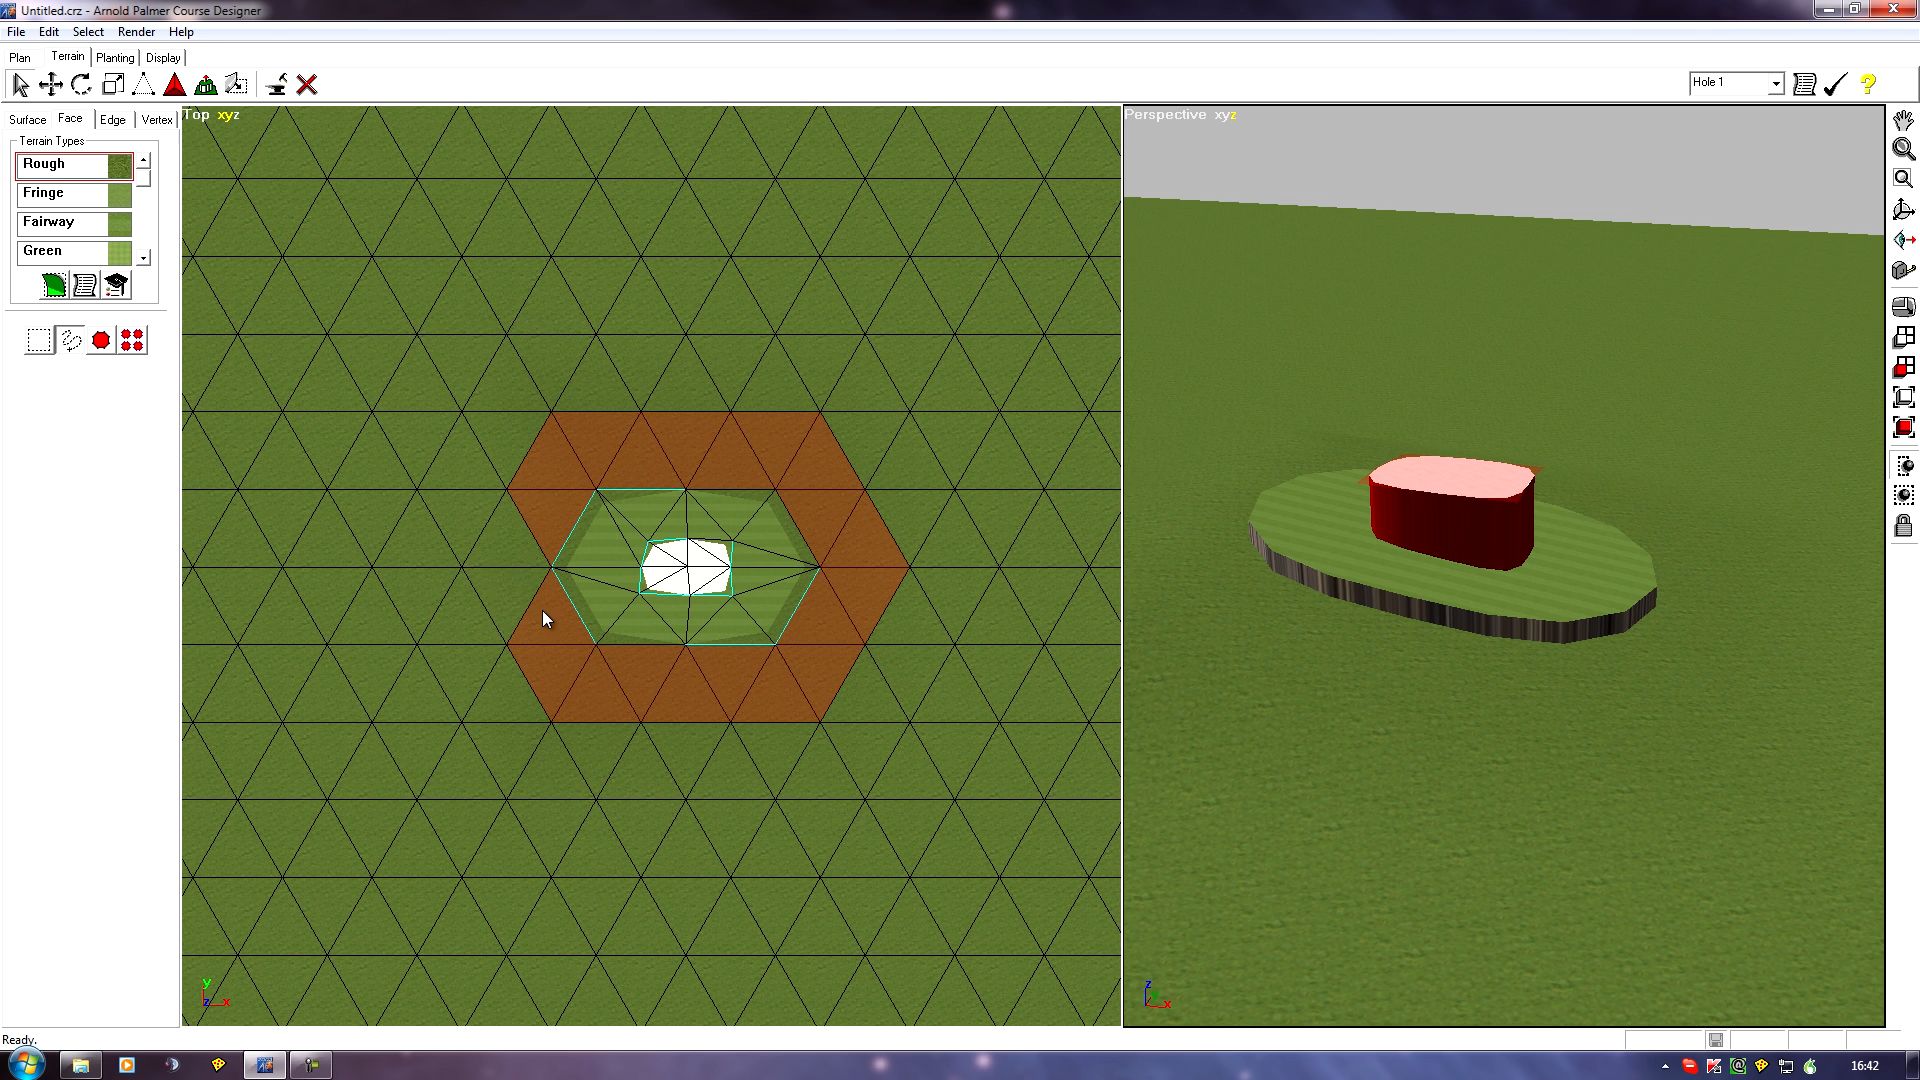 Untitled.crz - Arnold Palmer Course Designer
File Edit Select Render Help
Plan Terrain Planting Display
Hole 1
Surface Face Edge Vertex
Terrain Types
Rough
Fringe
Fairway
Green
Top xyz
Perspective xyz
y
z x
z
y x
Ready.
16:42